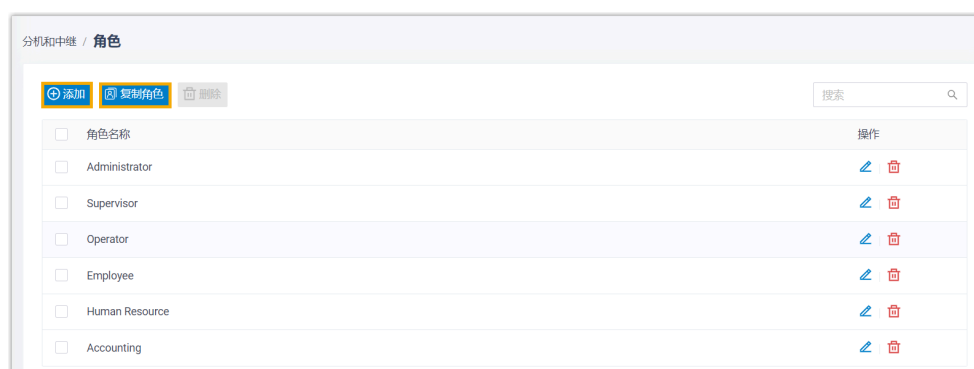 分机和中继 / 角色
添加 复制角色 删除 搜索
角色名称 操作
Administrator
Supervisor
Operator
Employee
Human Resource
Accounting